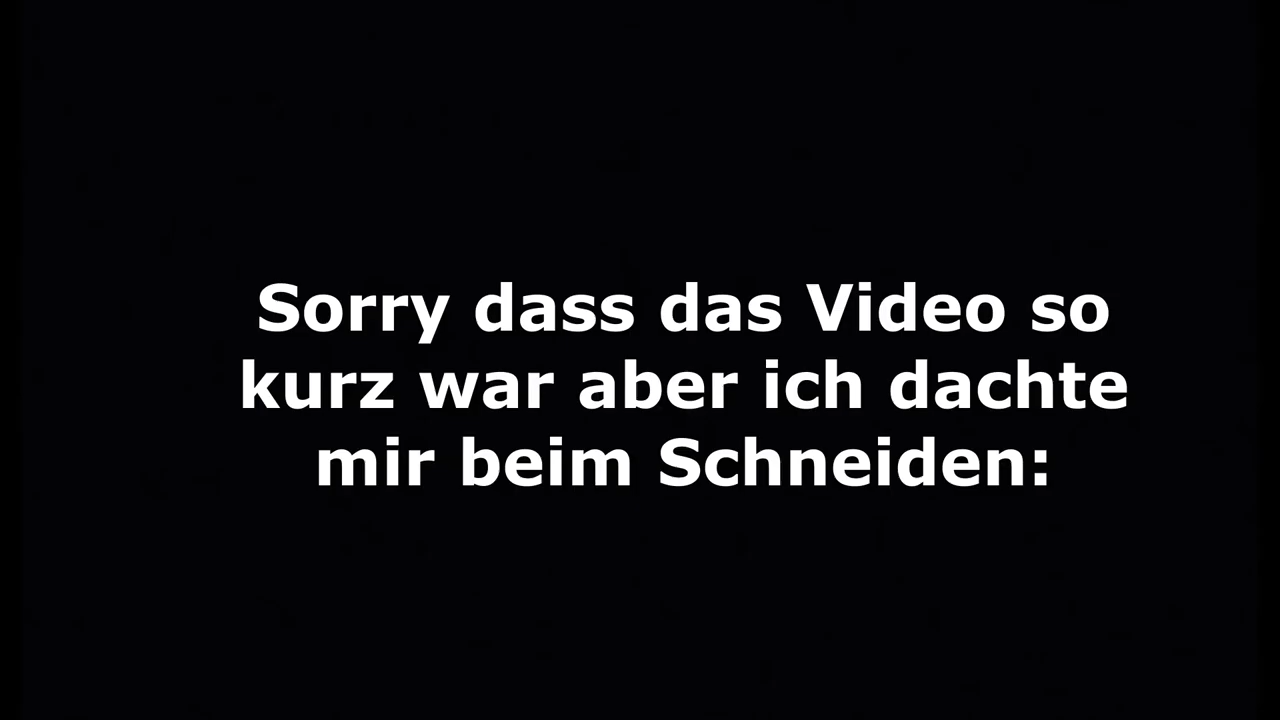 Sorry dass das Video so
kurz war aber ich dachte
mir beim Schneiden: